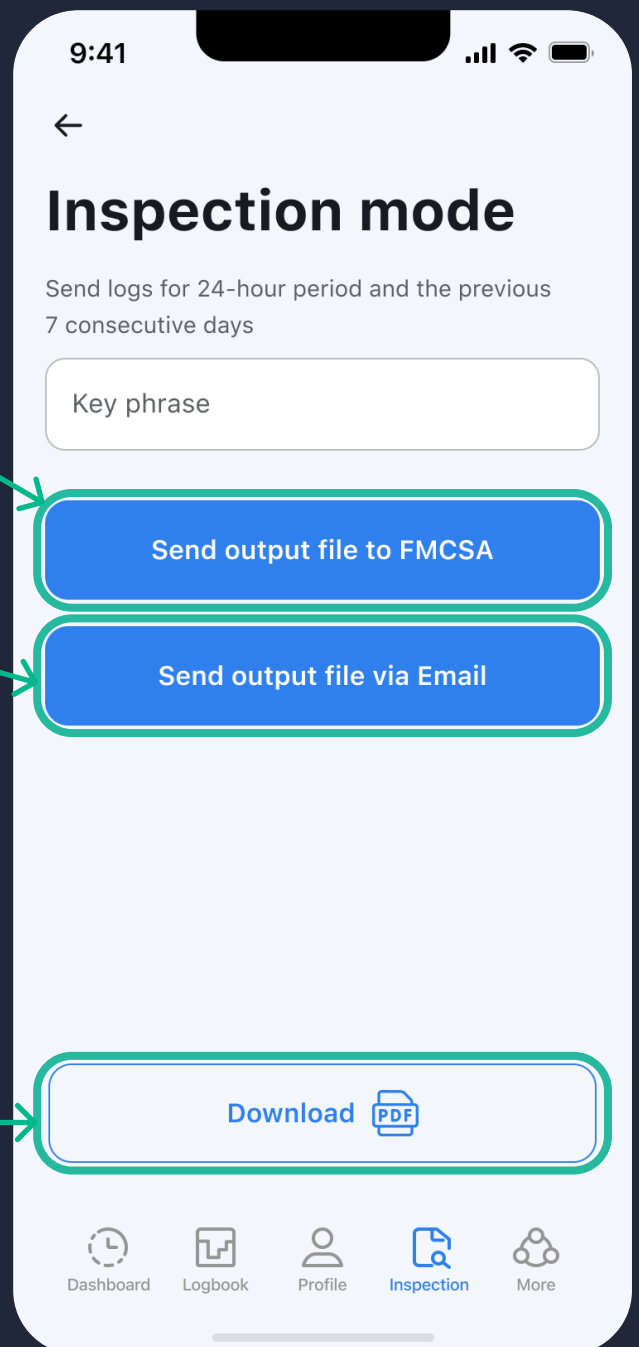 9:41
Inspection mode
Send logs for 24-hour period and the previous
7 consecutive days
Key phrase
Send output file to FMCSA
Send output file via Email
Download PDF
Dashboard Logbook Profile Inspection More